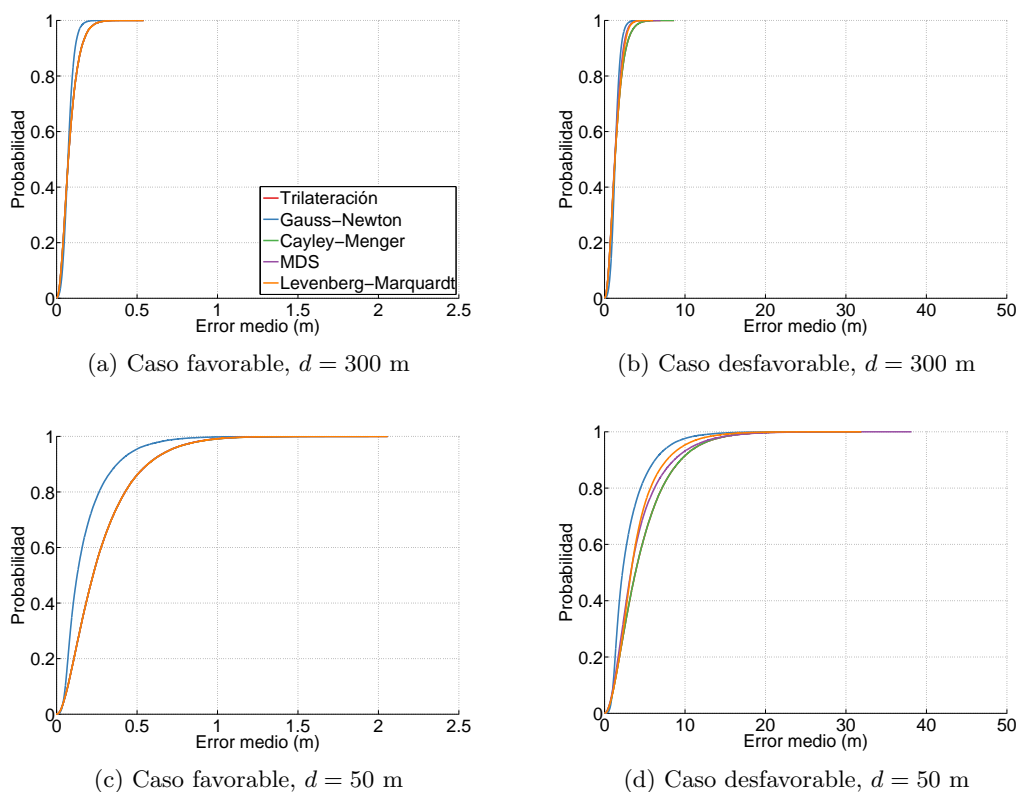 1
0.8
0.6
0.4
0.2
0
Probabilidad
0
0.5
1
1.5
2
2.5
Error medio (m)
Trilateración
Gauss−Newton
Cayley−Menger
MDS
Levenberg−Marquardt
(a) Caso favorable, d = 300 m
1
0.8
0.6
0.4
0.2
0
Probabilidad
0
10
20
30
40
50
Error medio (m)
(b) Caso desfavorable, d = 300 m
1
0.8
0.6
0.4
0.2
0
Probabilidad
0
0.5
1
1.5
2
2.5
Error medio (m)
(c) Caso favorable, d = 50 m
1
0.8
0.6
0.4
0.2
0
Probabilidad
0
10
20
30
40
50
Error medio (m)
(d) Caso desfavorable, d = 50 m